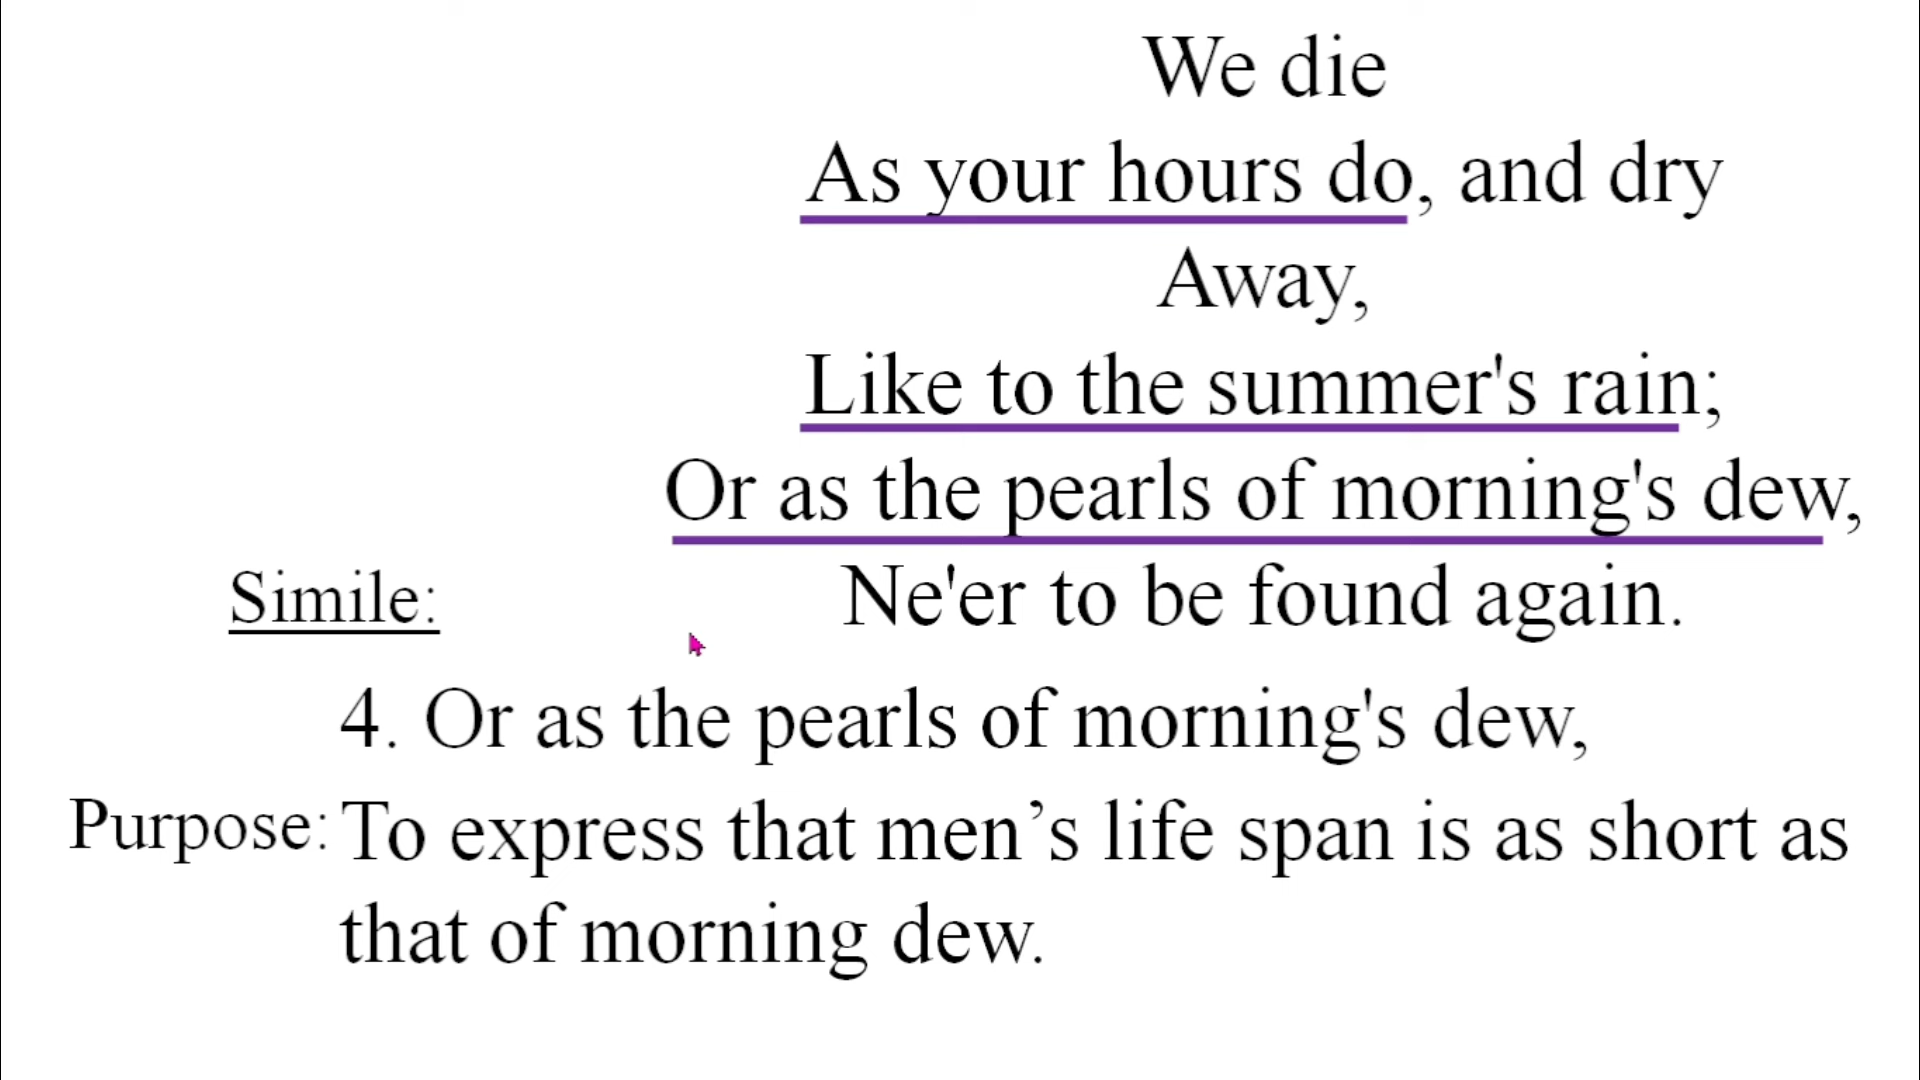 We die
As your hours do, and dry
Away,
Like to the summer's rain;
Or as the pearls of morning's dew,
Ne'er to be found again.
Simile:
4. Or as the pearls of morning's dew,
Purpose: To express that men’s life span is as short as
that of morning dew.